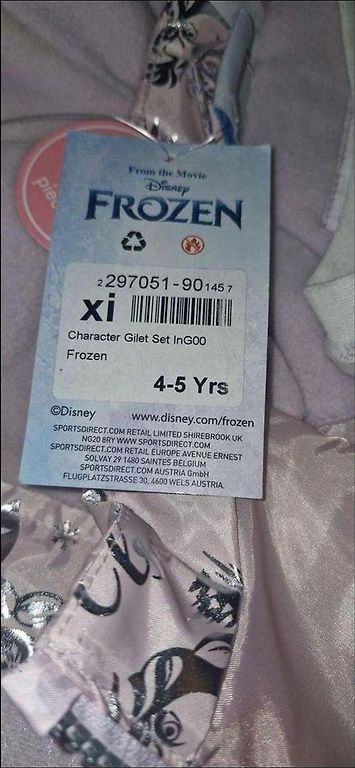 From the Movie
Disney
FROZEN
2 297051-90 1457
xi
Character Gilet Set InG00
Frozen
4-5 Yrs
©Disney www.disney.com/frozen
SPORTSDIRECT.COM RETAIL LIMITED SHIREBROOK UK
NG20 8RY WWW.SPORTSDIRECT.COM
SPORTSDIRECT.COM RETAIL EUROPE AVENUE ERNEST
SOLVAY 29 1480 SAINTES BELGIUM
SPORTSDIRECT.COM AUSTRIA GmbH
FLUGPLATZSTRASSE 30, 4600 WELS AUSTRIA.